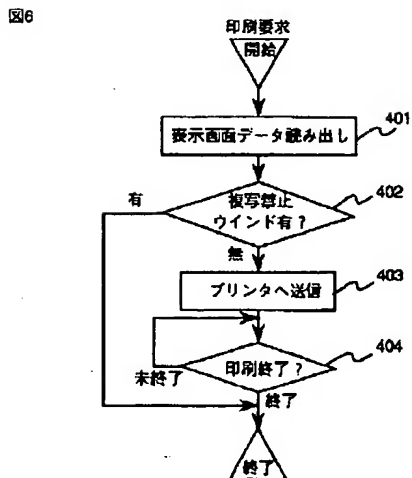 図6
印刷要求
開始
表示画面データ読み出し
401
複写禁止
ウインド有?
402
有
無
プリンタへ送信
403
印刷終了?
404
未終了
終了
終了